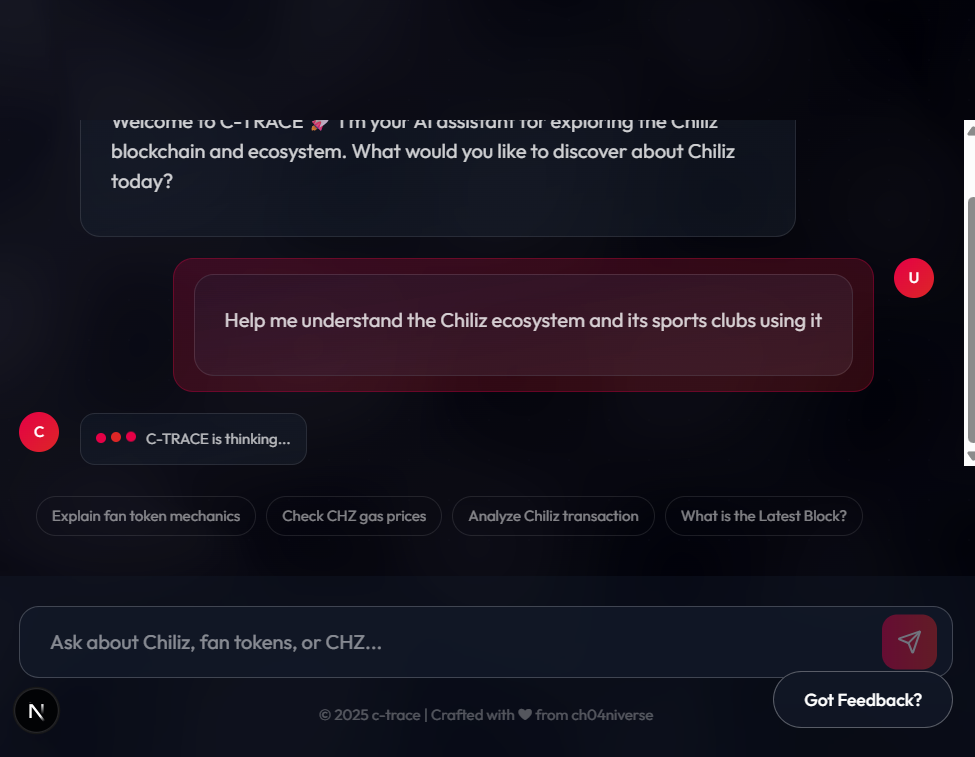 Welcome to C-TRACE 🚀 I'm your AI assistant for exploring the Chiliz
blockchain and ecosystem. What would you like to discover about Chiliz
today?
U
Help me understand the Chiliz ecosystem and its sports clubs using it
C
C-TRACE is thinking...
Explain fan token mechanics
Check CHZ gas prices
Analyze Chiliz transaction
What is the Latest Block?
Ask about Chiliz, fan tokens, or CHZ...
Got Feedback?
N
© 2025 c-trace | Crafted with ♥ from ch04niverse